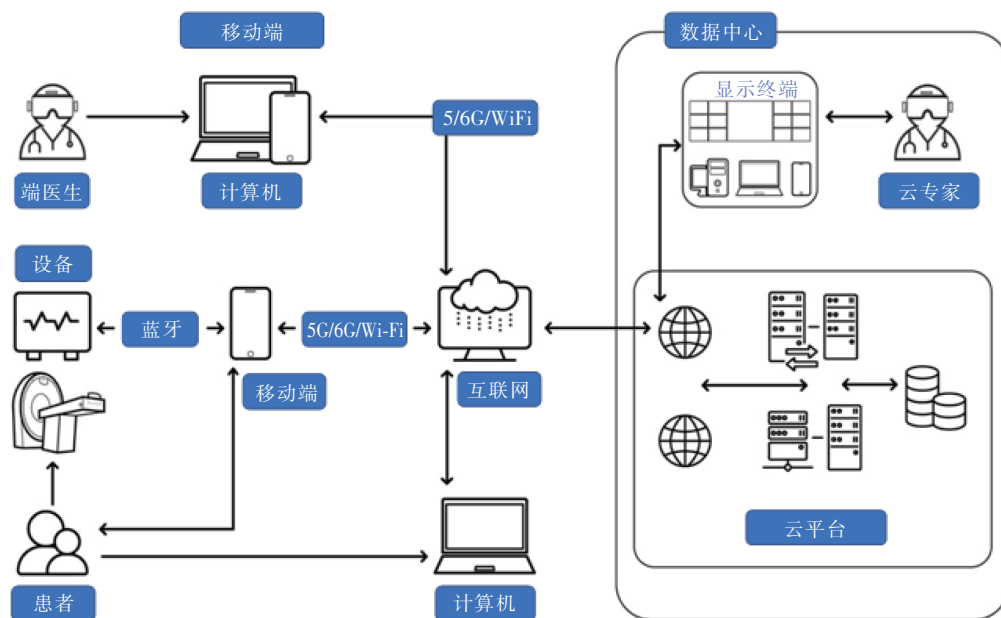 移动端
数据中心
显示终端
5/6G/WiFi
端医生
计算机
云专家
设备
蓝牙
5G/6G/Wi-Fi
移动端
互联网
云平台
患者
计算机